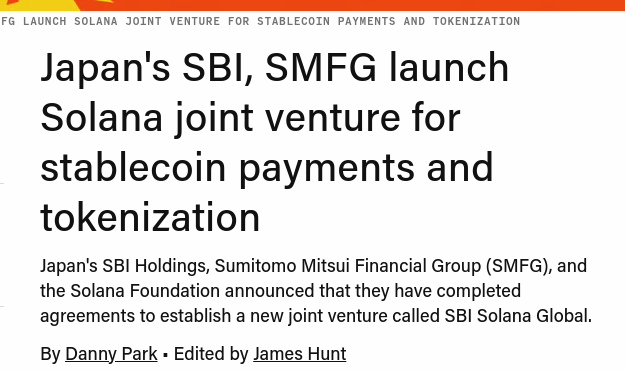 FG LAUNCH SOLANA JOINT VENTURE FOR STABLECOIN PAYMENTS AND TOKENIZATION
Japan's SBI, SMFG launch
Solana joint venture for
stablecoin payments and
tokenization
Japan's SBI Holdings, Sumitomo Mitsui Financial Group (SMFG), and
the Solana Foundation announced that they have completed
agreements to establish a new joint venture called SBI Solana Global.
By Danny Park • Edited by James Hunt